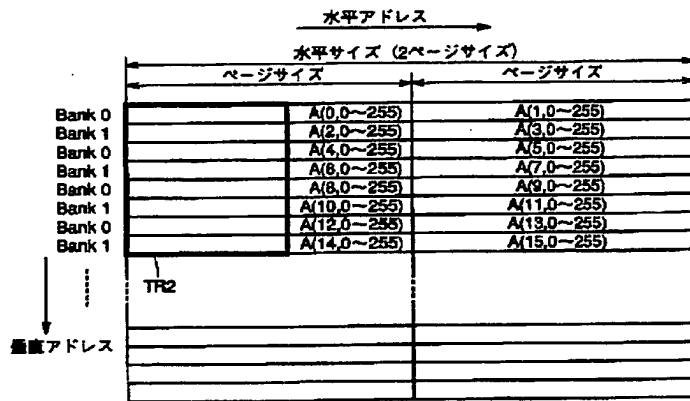 水平アドレス
水平サイズ (2ページサイズ)
ページサイズ ページサイズ
Bank 0 A(0,0〜255) A(1,0〜255)
Bank 1 A(2,0〜255) A(3,0〜255)
Bank 0 A(4,0〜255) A(5,0〜255)
Bank 1 A(6,0〜255) A(7,0〜255)
Bank 0 A(8,0〜255) A(9,0〜255)
Bank 1 A(10,0〜255) A(11,0〜255)
Bank 0 A(12,0〜255) A(13,0〜255)
Bank 1 A(14,0〜255) A(15,0〜255)
TR2
垂直アドレス